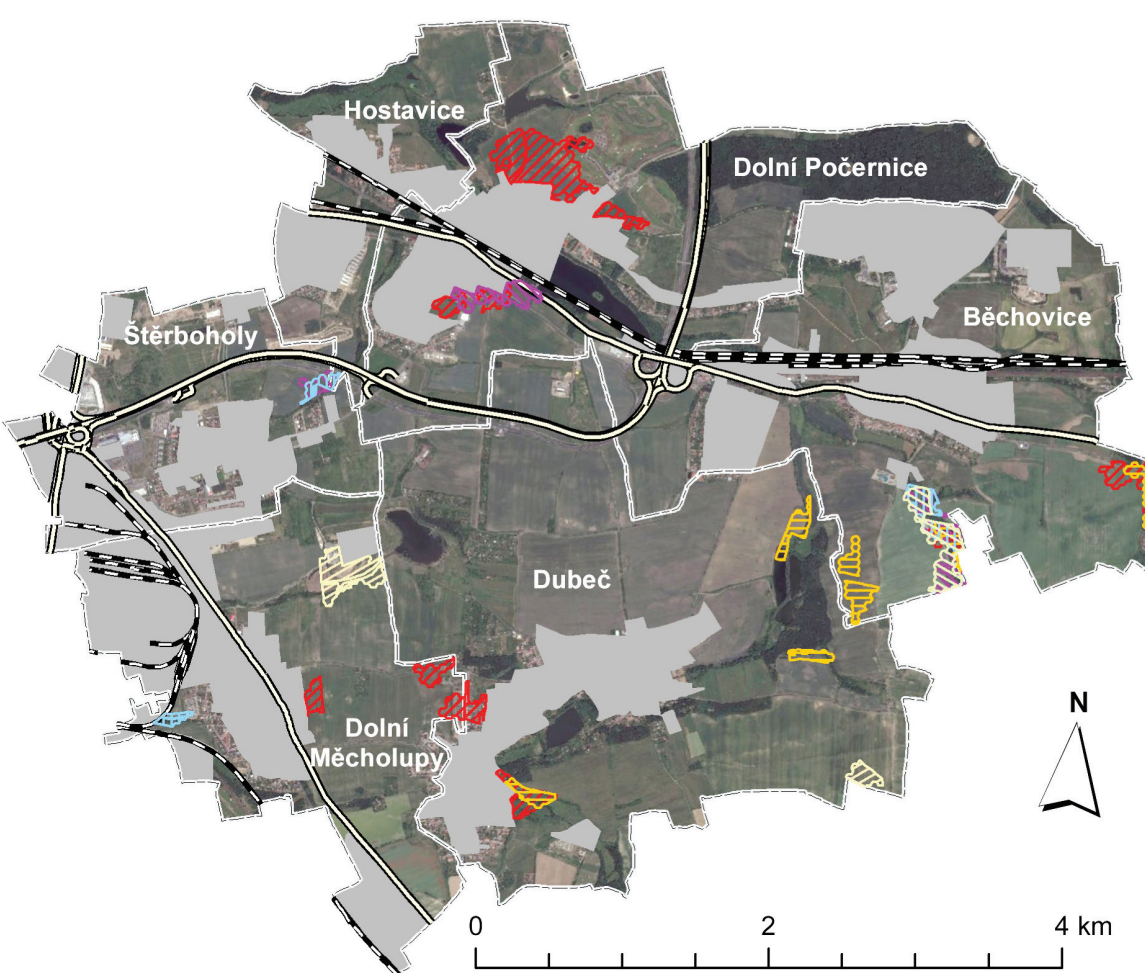 Hostavice
Dolní Počernice
Běchovice
Štěrboholy
Dubeč
Dolní
Měcholupy
N
0 2 4 km